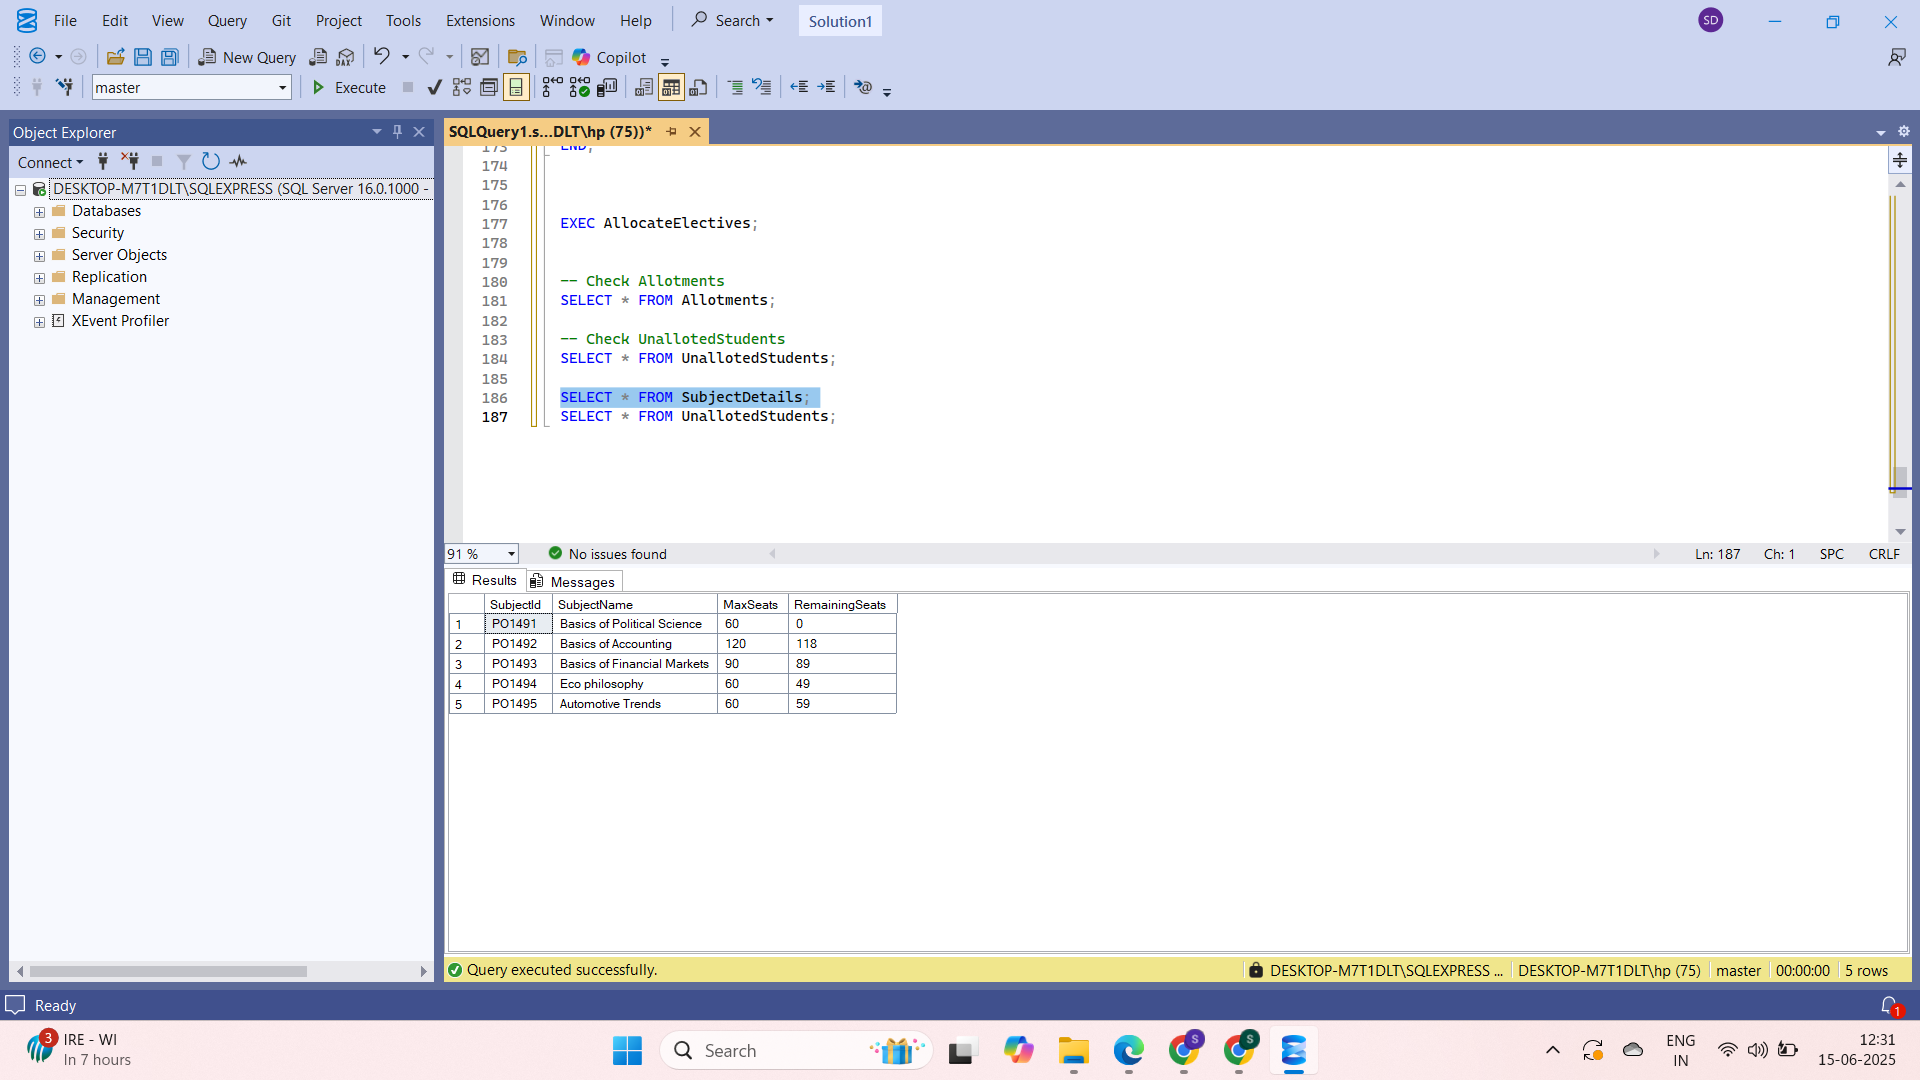 File Edit View Query Git Project Tools Extensions Window Help Search Solution1 SD
New Query DAX Copilot
master Execute
Object Explorer
Connect
DESKTOP-M7T1DLT\SQLEXPRESS (SQL Server 16.0.1000 -
Databases
Security
Server Objects
Replication
Management
XEvent Profiler
SQLQuery1.s...DLT\hp (75))*
173 END;
174
175
176
177 EXEC AllocateElectives;
178
179
180 -- Check Allotments
181 SELECT * FROM Allotments;
182
183 -- Check UnallotedStudents
184 SELECT * FROM UnallotedStudents;
185
186 SELECT * FROM SubjectDetails;
187 SELECT * FROM UnallotedStudents;
91 % No issues found Ln: 187 Ch: 1 SPC CRLF
Results Messages
SubjectId SubjectName MaxSeats RemainingSeats
1 PO1491 Basics of Political Science 60 0
2 PO1492 Basics of Accounting 120 118
3 PO1493 Basics of Financial Markets 90 89
4 PO1494 Eco philosophy 60 49
5 PO1495 Automotive Trends 60 59
Query executed successfully. DESKTOP-M7T1DLT\SQLEXPRESS ... DESKTOP-M7T1DLT\hp (75) master 00:00:00 5 rows
Ready 1
3 IRE - WI
In 7 hours
Search
S
S
ENG
IN
12:31
15-06-2025